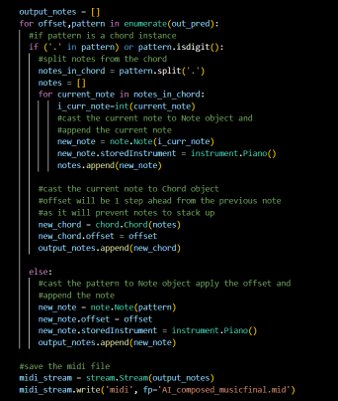 output_notes = []
for offset,pattern in enumerate(out_pred):
#if pattern is a chord instance
if ('.' in pattern) or pattern.isdigit():
#split notes from the chord
notes_in_chord = pattern.split('.')
notes = []
for current_note in notes_in_chord:
i_curr_note=int(current_note)
#cast the current note to Note object and
#append the current note
new_note = note.Note(i_curr_note)
new_note.storedInstrument = instrument.Piano()
notes.append(new_note)
#cast the current note to Chord object
#offset will be 1 step ahead from the previous note
#as it will prevent notes to stack up
new_chord = chord.Chord(notes)
new_chord.offset = offset
output_notes.append(new_chord)
else:
#cast the pattern to Note object apply the offset and
#append the note
new_note = note.Note(pattern)
new_note.offset = offset
new_note.storedInstrument = instrument.Piano()
output_notes.append(new_note)
#save the midi file
midi_stream = stream.Stream(output_notes)
midi_stream.write('midi', fp='AI_composed_musicfinal.mid')